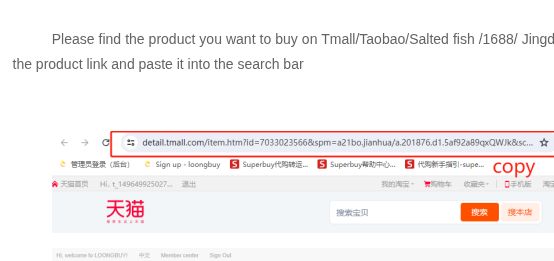 Please find the product you want to buy on Tmall/Taobao/Salted fish /1688/ Jingd
the product link and paste it into the search bar
detail.tmall.com/item.htm?id=7033023566&spm=a21bo.jianhua/a.201876.d1.5af92a89qxQWJk&sc...
管理员登录（后台） Sign up - loongbuy Superbuy代购转运... Superbuy帮助中心... 代购新手指引-supe...
copy
天猫首页 Hi, t_149649925027... 退出 我的淘宝 购物车 收藏夹 手机版 淘
天猫
搜索宝贝 搜索 搜本店
Hi, welcome to LOONGBUY! 中文 Member center Sign Out